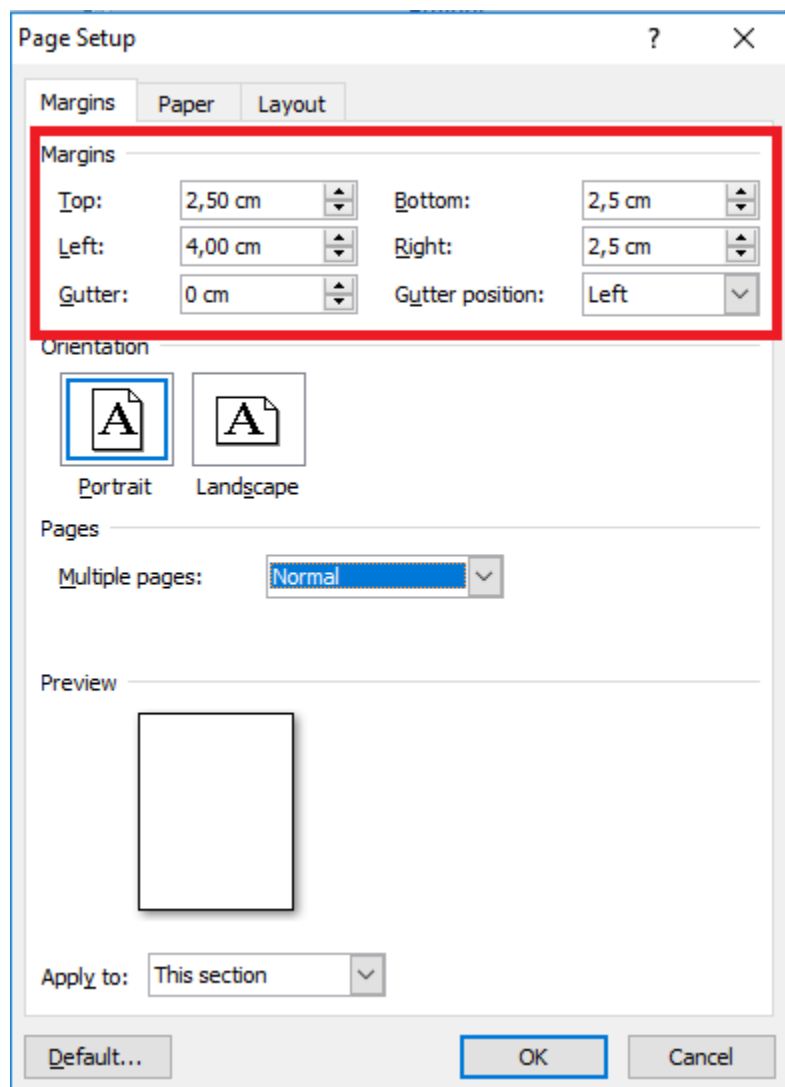 Page Setup ? X
Margins Paper Layout
Margins
Top: 2,50 cm Bottom: 2,5 cm
Left: 4,00 cm Right: 2,5 cm
Gutter: 0 cm Gutter position: Left
Orientation
A A
Portrait Landscape
Pages
Multiple pages: Normal
Preview
Apply to: This section
Default... OK Cancel